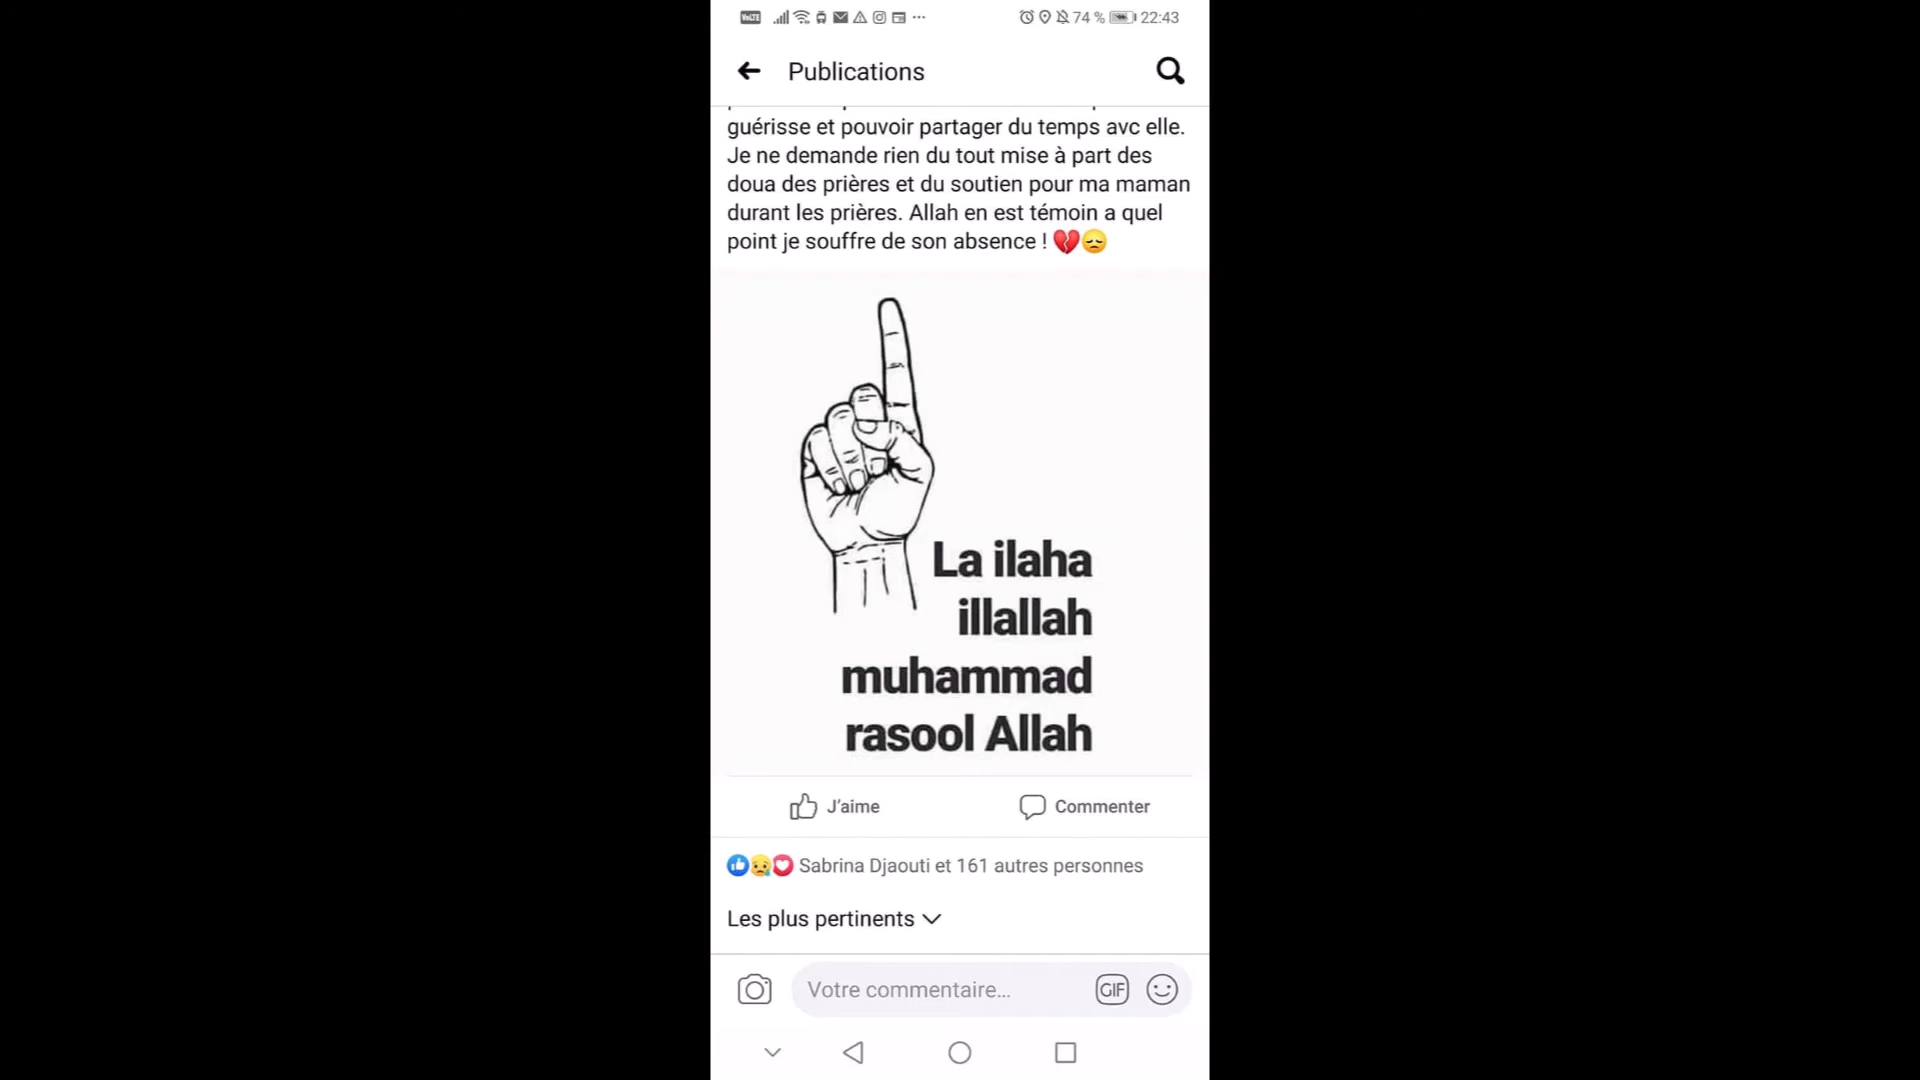 VoLTE 74 % 22:43
Publications
guérisse et pouvoir partager du temps avc elle.
Je ne demande rien du tout mise à part des
doua des prières et du soutien pour ma maman
durant les prières. Allah en est témoin a quel
point je souffre de son absence ! 💔😞
La ilaha
illallah
muhammad
rasool Allah
J'aime Commenter
Sabrina Djaouti et 161 autres personnes
Les plus pertinents
Votre commentaire... GIF